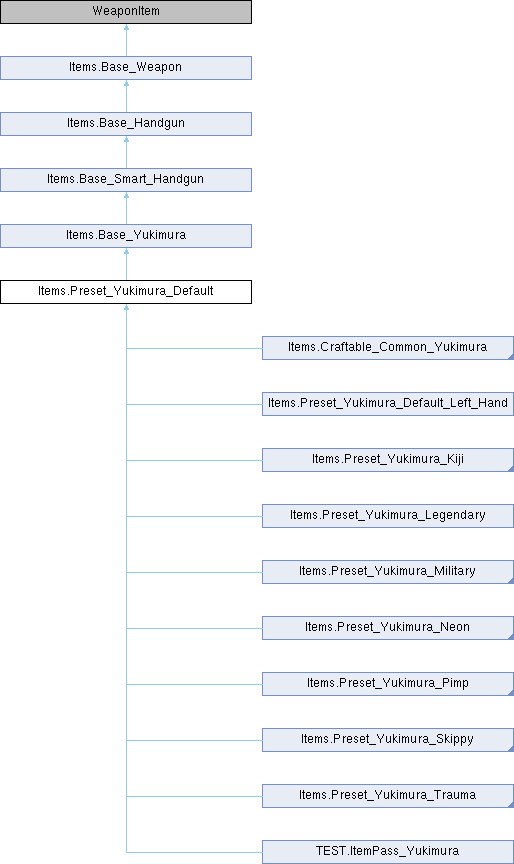 WeaponItem
Items.Base_Weapon
Items.Base_Handgun
Items.Base_Smart_Handgun
Items.Base_Yukimura
Items.Preset_Yukimura_Default
Items.Craftable_Common_Yukimura
Items.Preset_Yukimura_Default_Left_Hand
Items.Preset_Yukimura_Kiji
Items.Preset_Yukimura_Legendary
Items.Preset_Yukimura_Military
Items.Preset_Yukimura_Neon
Items.Preset_Yukimura_Pimp
Items.Preset_Yukimura_Skippy
Items.Preset_Yukimura_Trauma
TEST.ItemPass_Yukimura